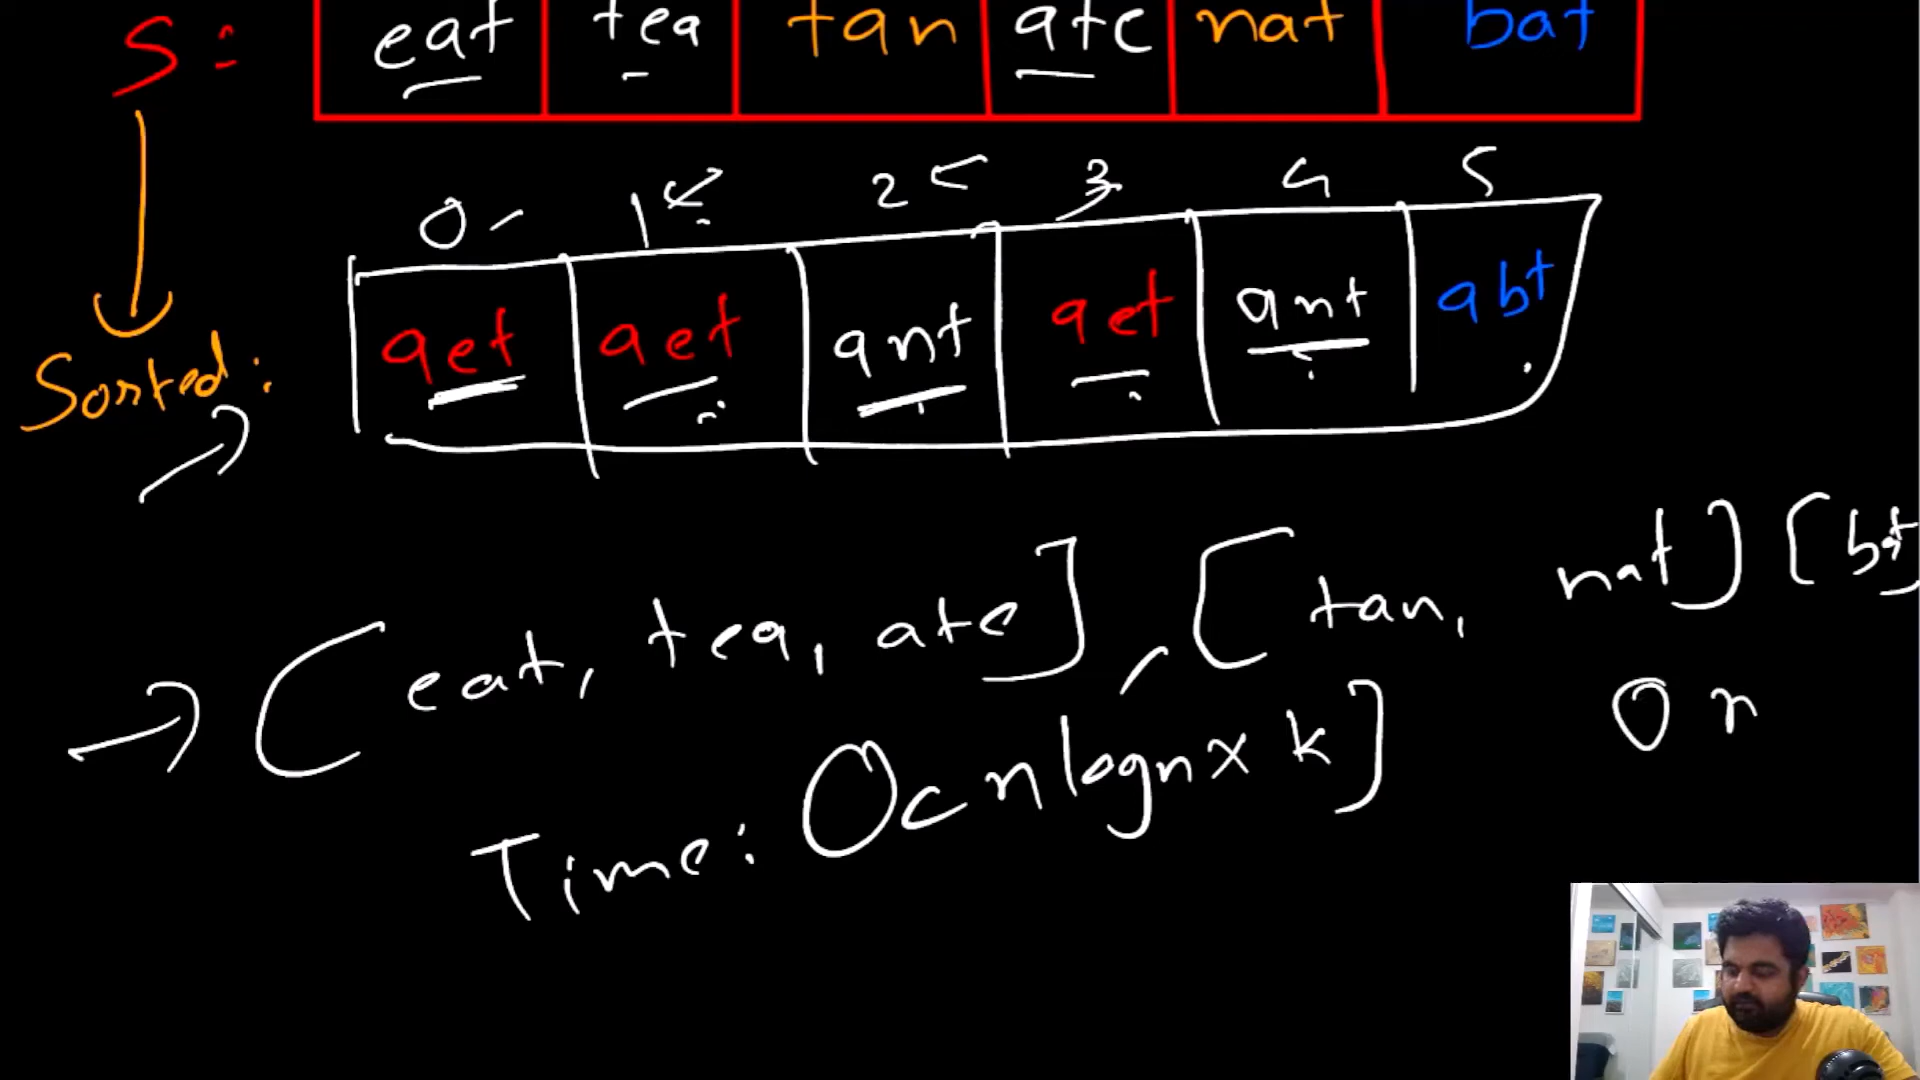 S: eat tea tan ate nat bat
0 1 2 3 4 5
Sorted: aet aet ant aet ant abt
[eat, tea, ate], [tan, nat] [bat]
Time: O(nlogn x k] On